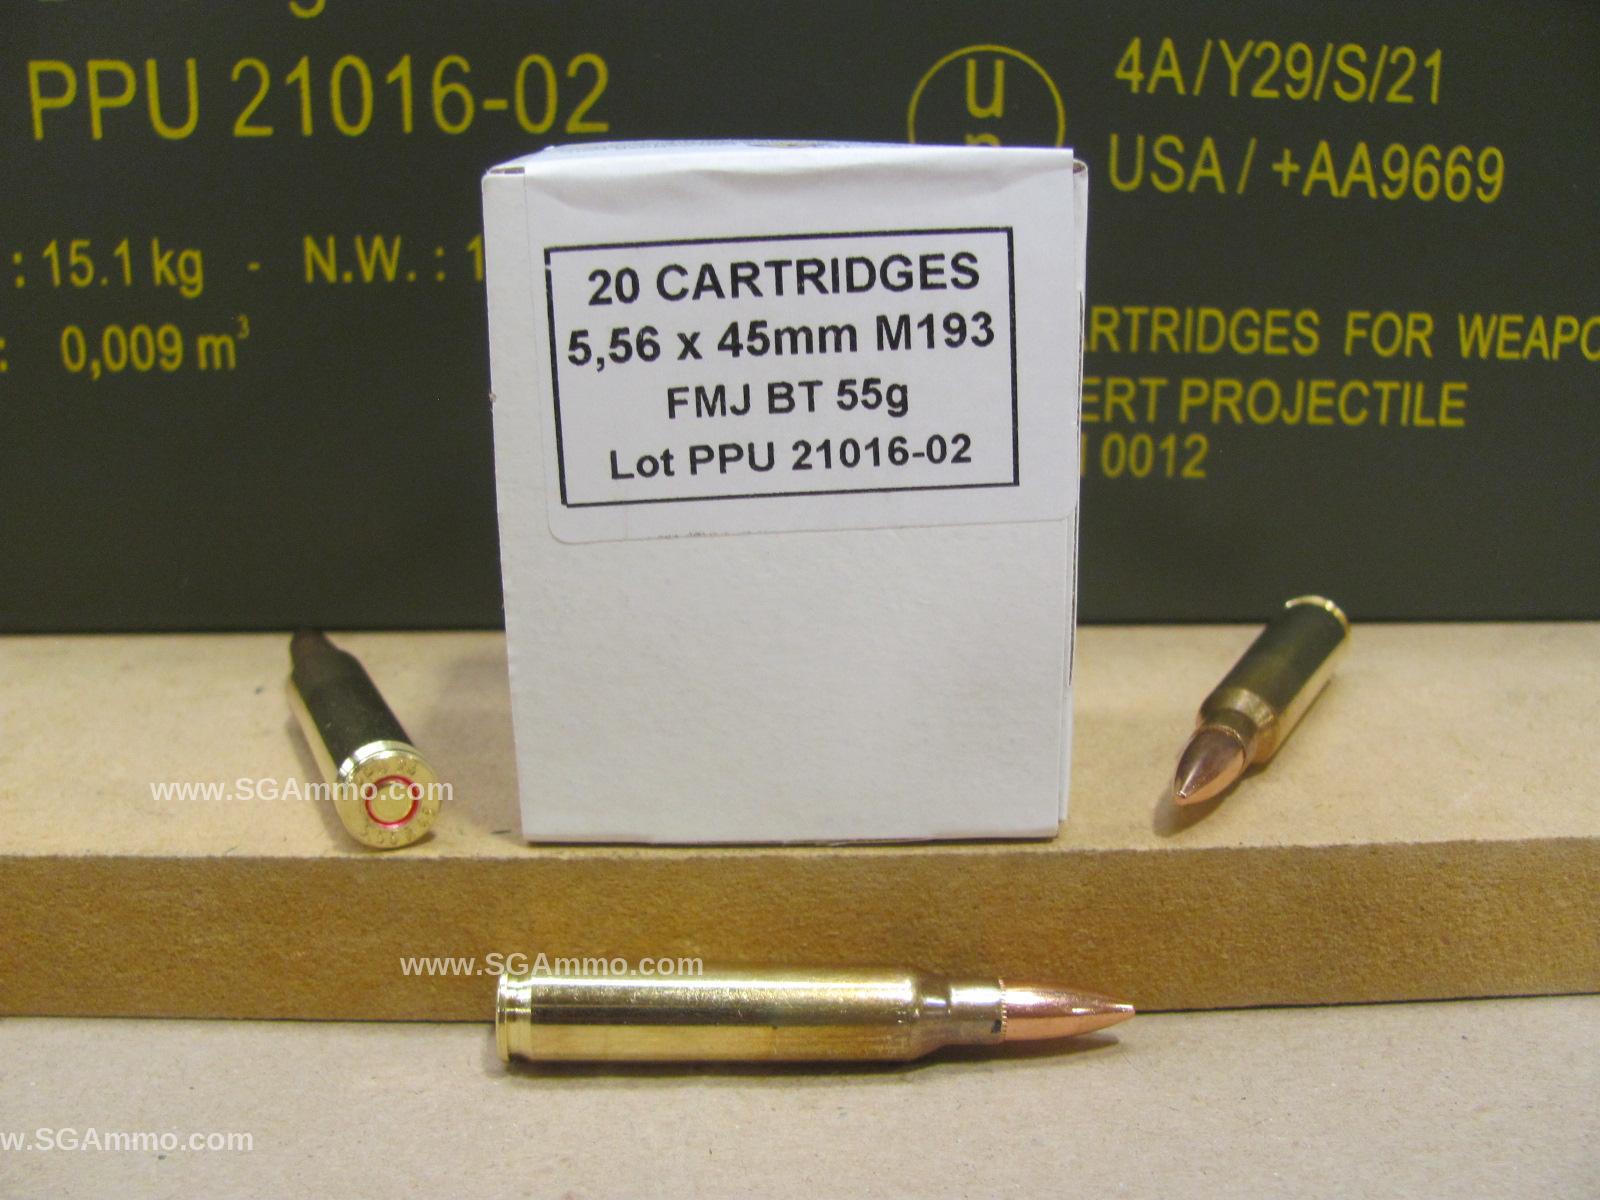 PPU 21016-02
4A/Y29/S/21
un
USA / +AA9669
: 15.1 kg - N.W. : 1
: 0,009 m³
RTRIDGES FOR WEAPO
ERT PROJECTILE
0012
20 CARTRIDGES
5,56 x 45mm M193
FMJ BT 55g
Lot PPU 21016-02
www.SGAmmo.com
www.SGAmmo.com
w.SGAmmo.com